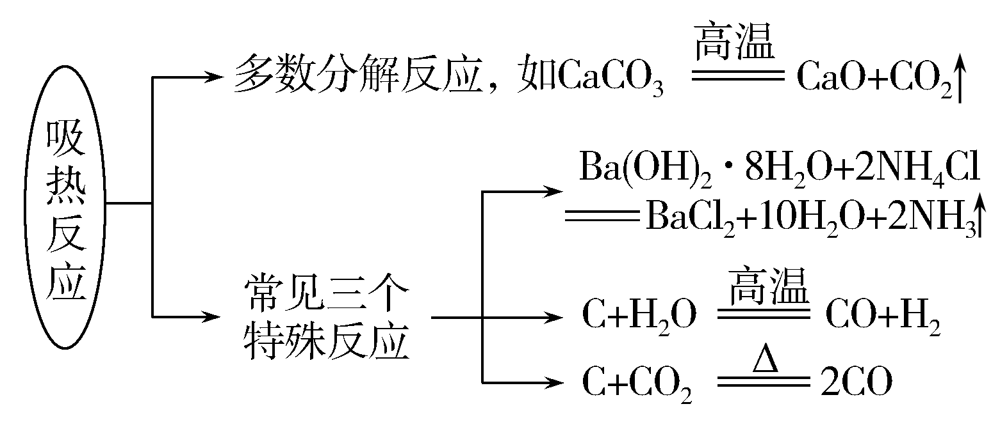 吸热反应
多数分解反应，如CaCO₃ 高温══ CaO+CO₂↑
常见三个
特殊反应
Ba(OH)₂·8H₂O+2NH₄Cl
══BaCl₂+10H₂O+2NH₃↑
C+H₂O 高温══ CO+H₂
C+CO₂ Δ══ 2CO